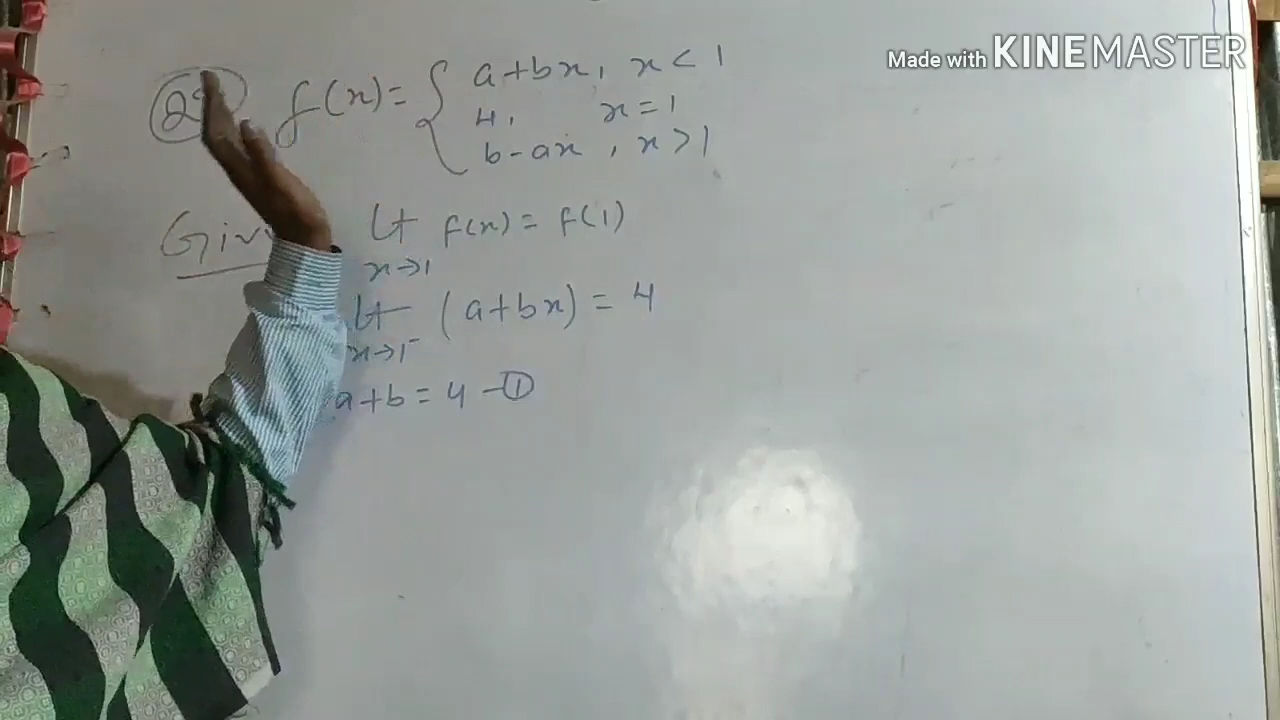 Made with KINEMASTER
f(x) = { a+bx, x < 1
4, x = 1
b-ax, x > 1
Lt f(x) = f(1)
x→1
Lt (a+bx) = 4
x→1⁻
a+b = 4 -①